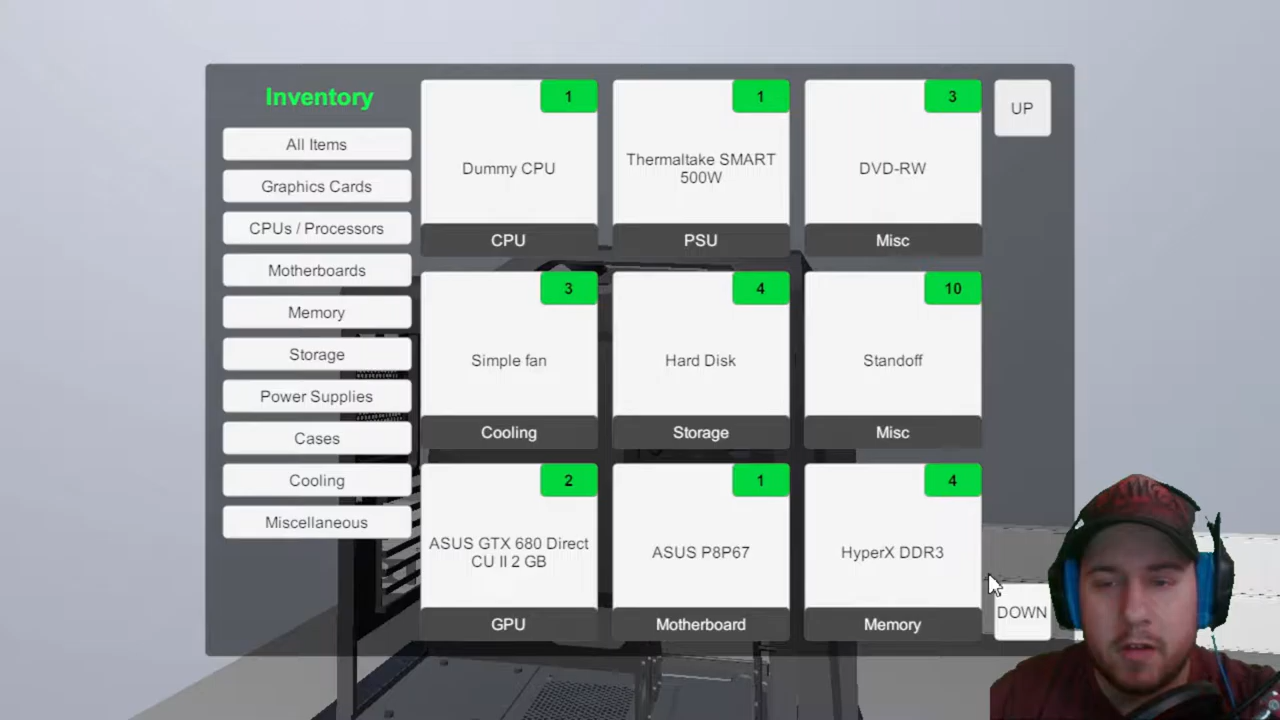 Inventory
All Items
Graphics Cards
CPUs / Processors
Motherboards
Memory
Storage
Power Supplies
Cases
Cooling
Miscellaneous
1
Dummy CPU
CPU
1
Thermaltake SMART
500W
PSU
3
DVD-RW
Misc
3
Simple fan
Cooling
4
Hard Disk
Storage
10
Standoff
Misc
2
ASUS GTX 680 Direct
CU II 2 GB
GPU
1
ASUS P8P67
Motherboard
4
HyperX DDR3
Memory
UP
DOWN